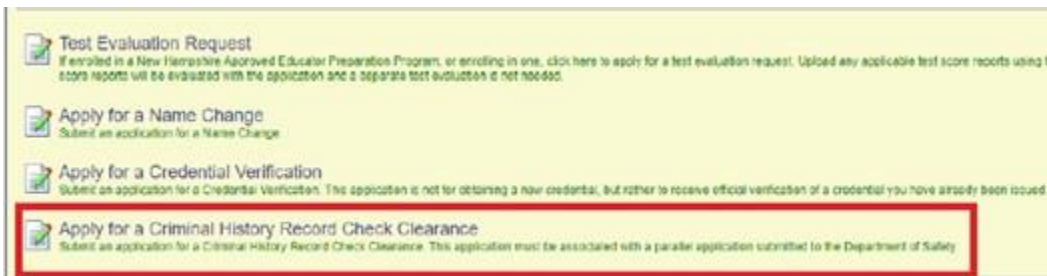 Test Evaluation Request
If enrolled in a New Hampshire Approved Educator Preparation Program, or enrolling in one, click here to apply for a test evaluation request. Upload any applicable test score reports using
score reports will be evaluated with the application and a separate test evaluation is not needed.
Apply for a Name Change
Submit an application for a Name Change
Apply for a Credential Verification
Submit an application for a Credential Verification. This application is not for obtaining a new credential, but rather to receive official verification of a credential you have already been issued
Apply for a Criminal History Record Check Clearance
Submit an application for a Criminal History Record Check Clearance. This application must be associated with a parallel application submitted to the Department of Safety